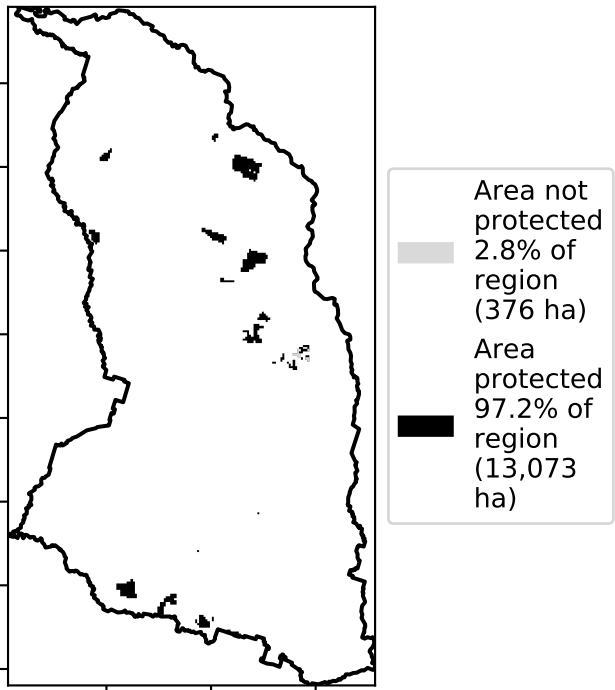 Area not
protected
2.8% of
region
(376 ha)
Area
protected
97.2% of
region
(13,073
ha)